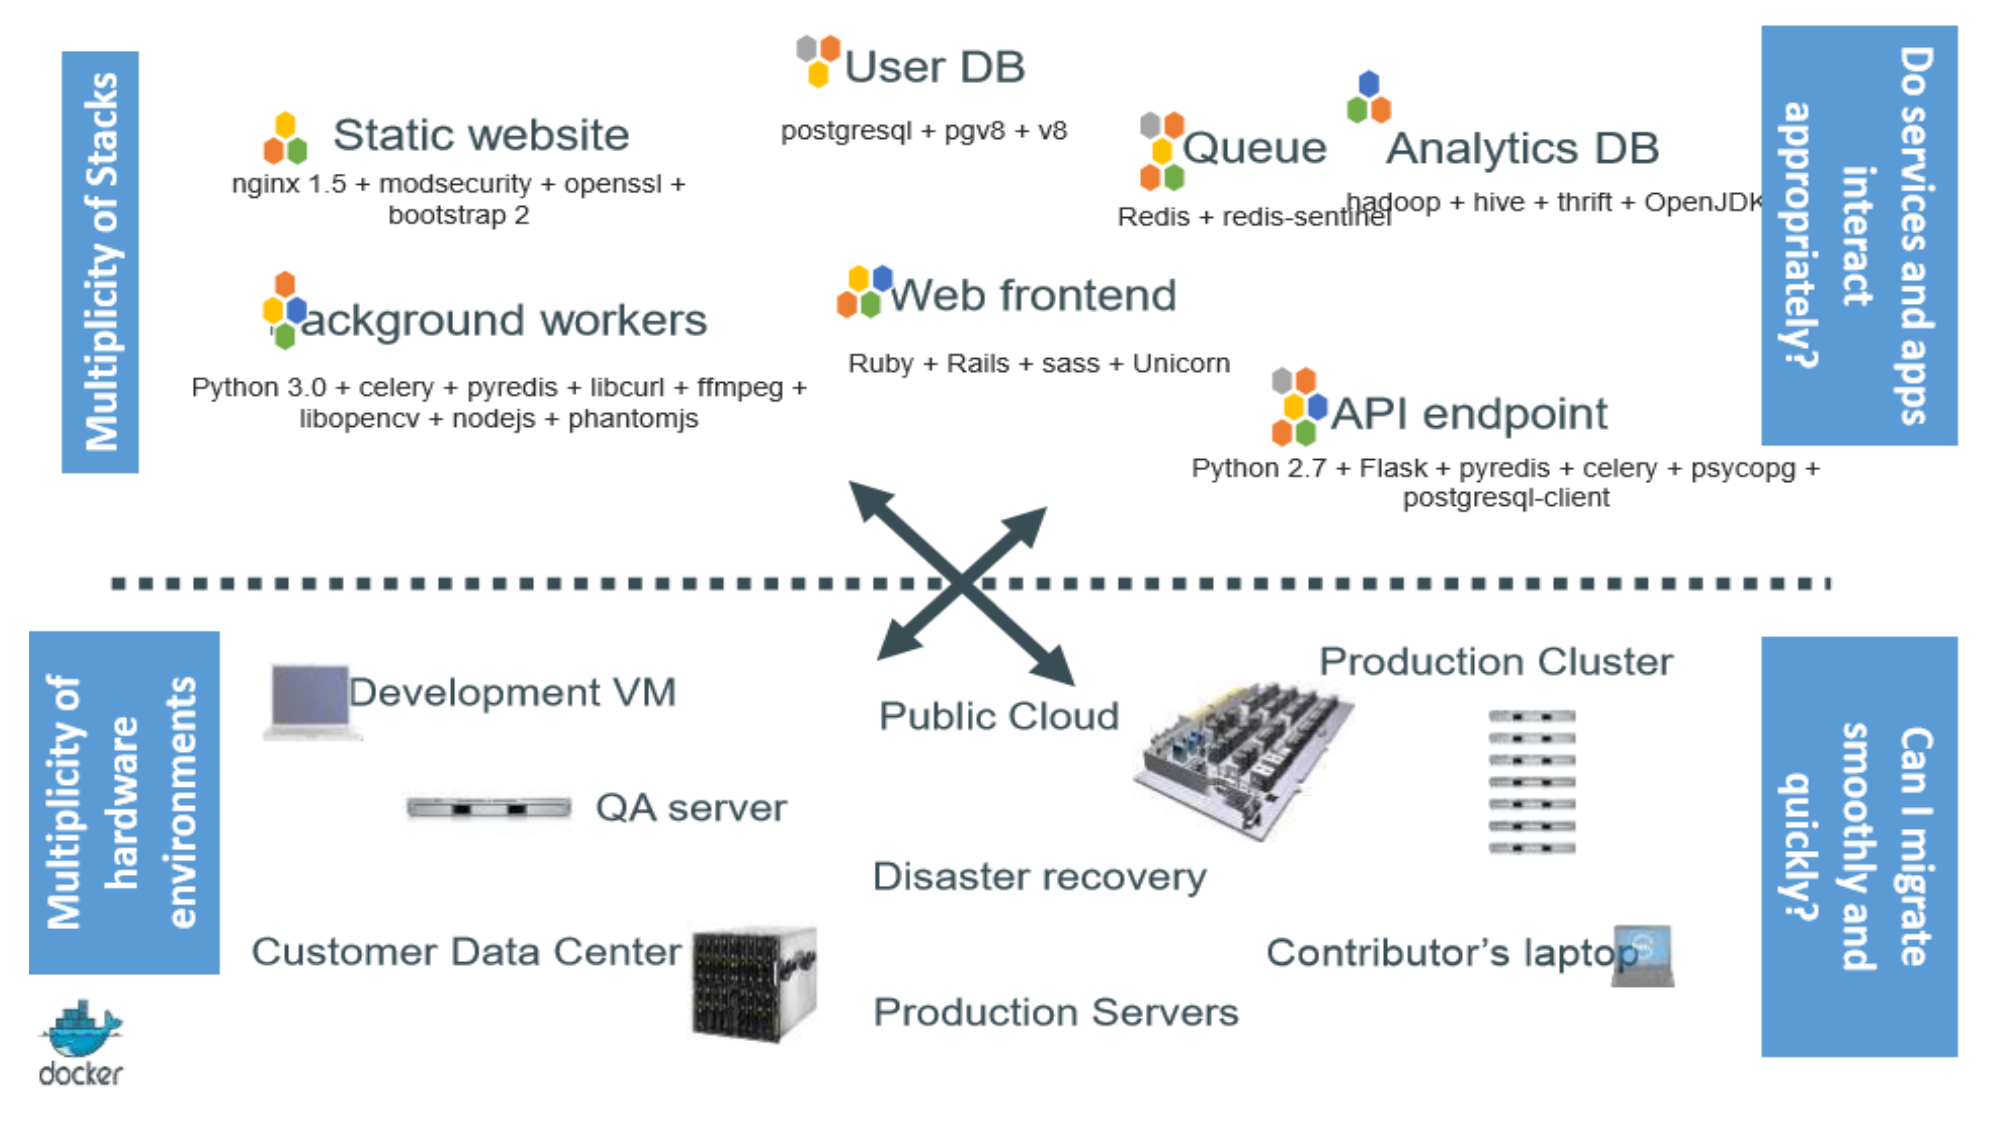 Multiplicity of Stacks
Static website
nginx 1.5 + modsecurity + openssl +
bootstrap 2
User DB
postgresql + pgv8 + v8
Queue
Redis + redis-sentinel
Analytics DB
hadoop + hive + thrift + OpenJDK
Background workers
Python 3.0 + celery + pyredis + libcurl + ffmpeg +
libopencv + nodejs + phantomjs
Web frontend
Ruby + Rails + sass + Unicorn
API endpoint
Python 2.7 + Flask + pyredis + celery + psycopg +
postgresql-client
Do services and apps
interact
appropriately?
Multiplicity of
hardware
environments
Development VM
QA server
Customer Data Center
Public Cloud
Disaster recovery
Production Servers
Production Cluster
Contributor’s laptop
Can I migrate
smoothly and
quickly?
docker